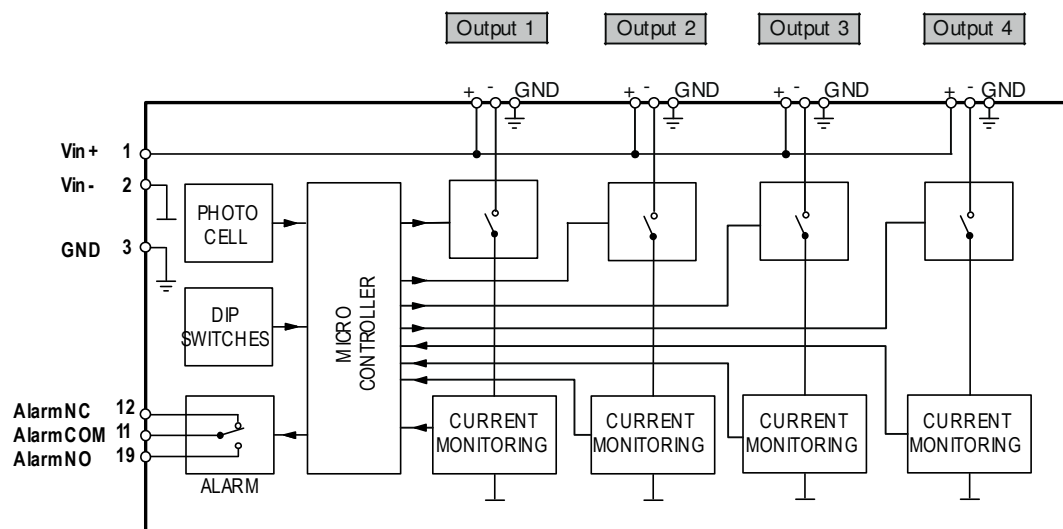 Output 1
Output 2
Output 3
Output 4
+ - GND
+ - GND
+ - GND
+ - GND
Vin+ 1
Vin- 2
GND 3
PHOTO
CELL
DIP
SWITCHES
MICRO
CONTROLLER
AlarmNC 12
AlarmCOM 11
AlarmNO 19
ALARM
CURRENT
MONITORING
CURRENT
MONITORING
CURRENT
MONITORING
CURRENT
MONITORING